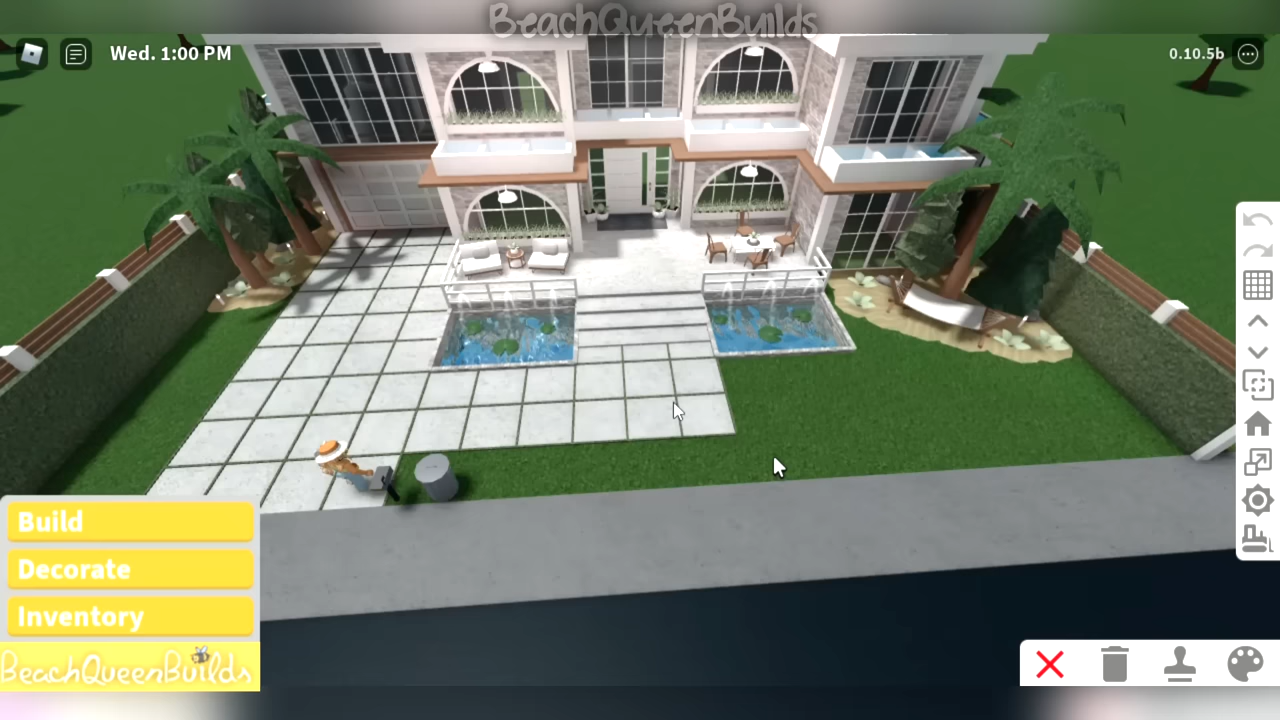 BeachQueenBuilds
Wed. 1:00 PM
0.10.5b
Build
Decorate
Inventory
BeachQueenBuilds